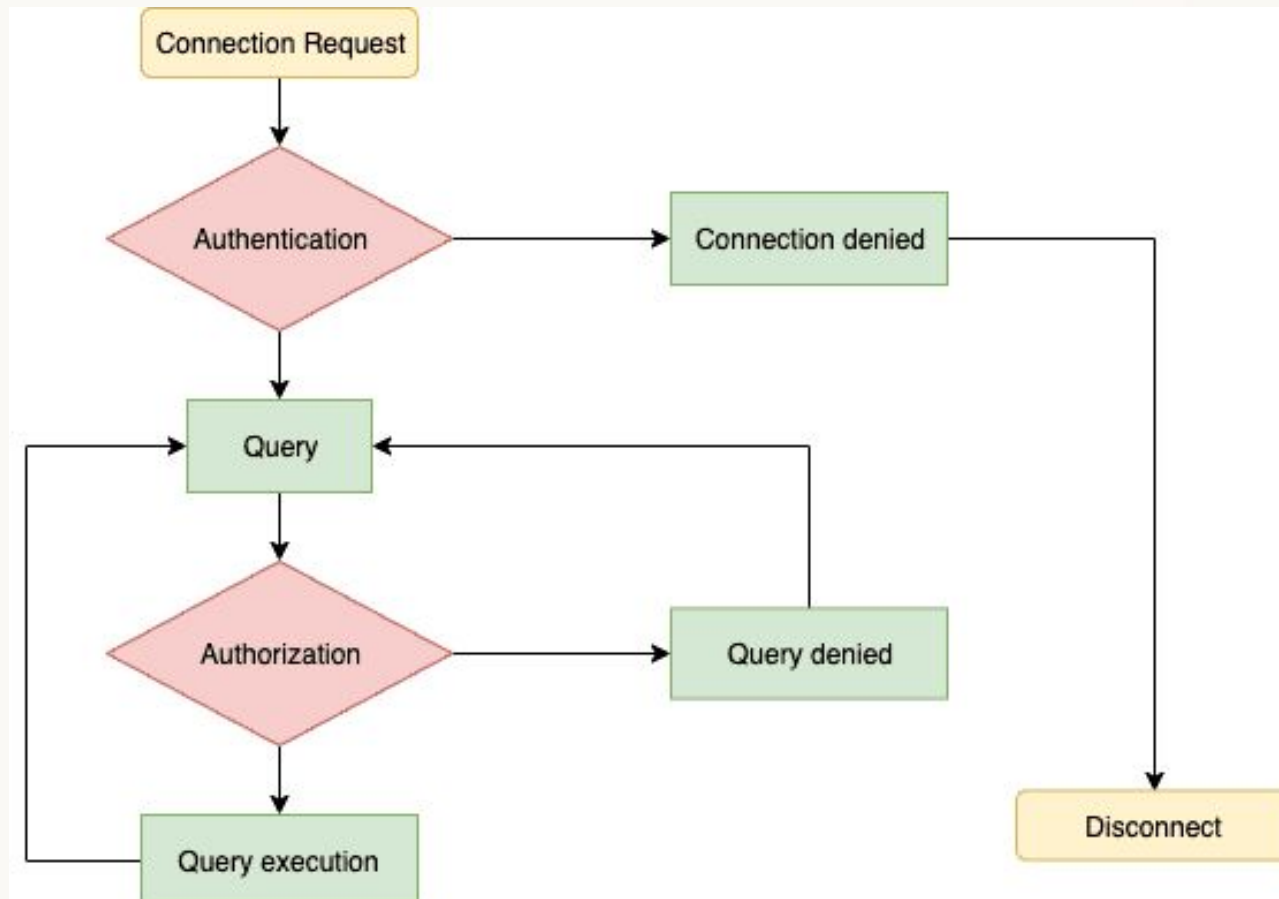 Connection Request
Authentication
Connection denied
Query
Authorization
Query denied
Disconnect
Query execution